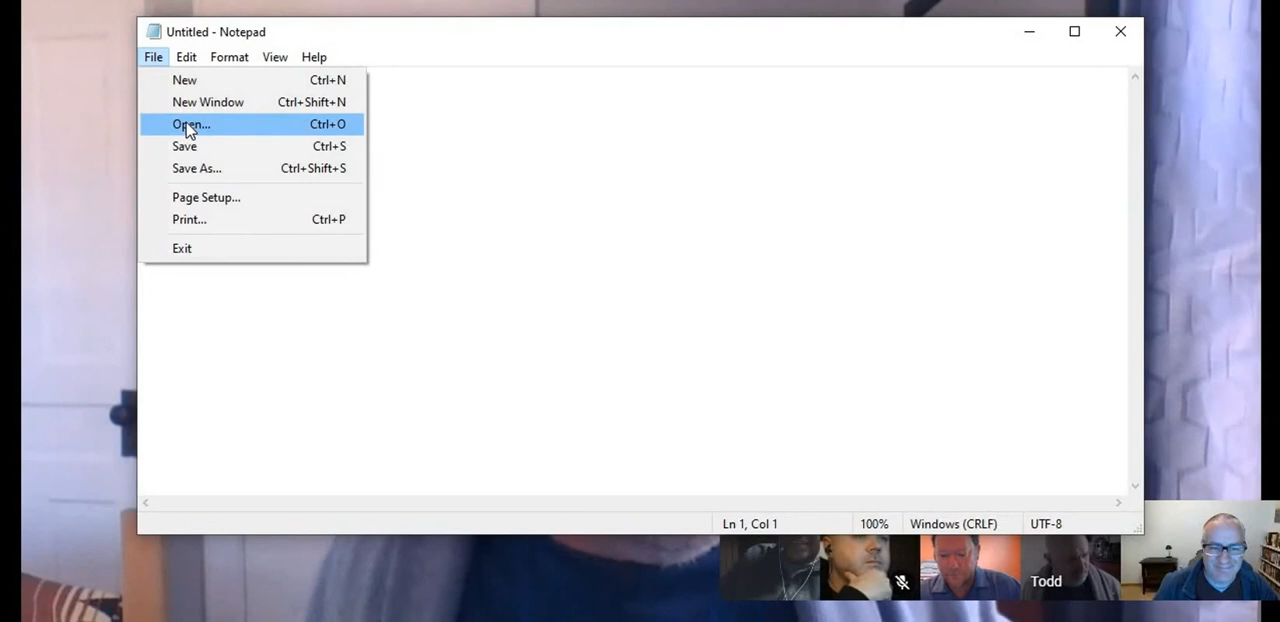 Untitled - Notepad
File Edit Format View Help
New Ctrl+N
New Window Ctrl+Shift+N
Open... Ctrl+O
Save Ctrl+S
Save As... Ctrl+Shift+S
Page Setup...
Print... Ctrl+P
Exit
Ln 1, Col 1 100% Windows (CRLF) UTF-8
Todd